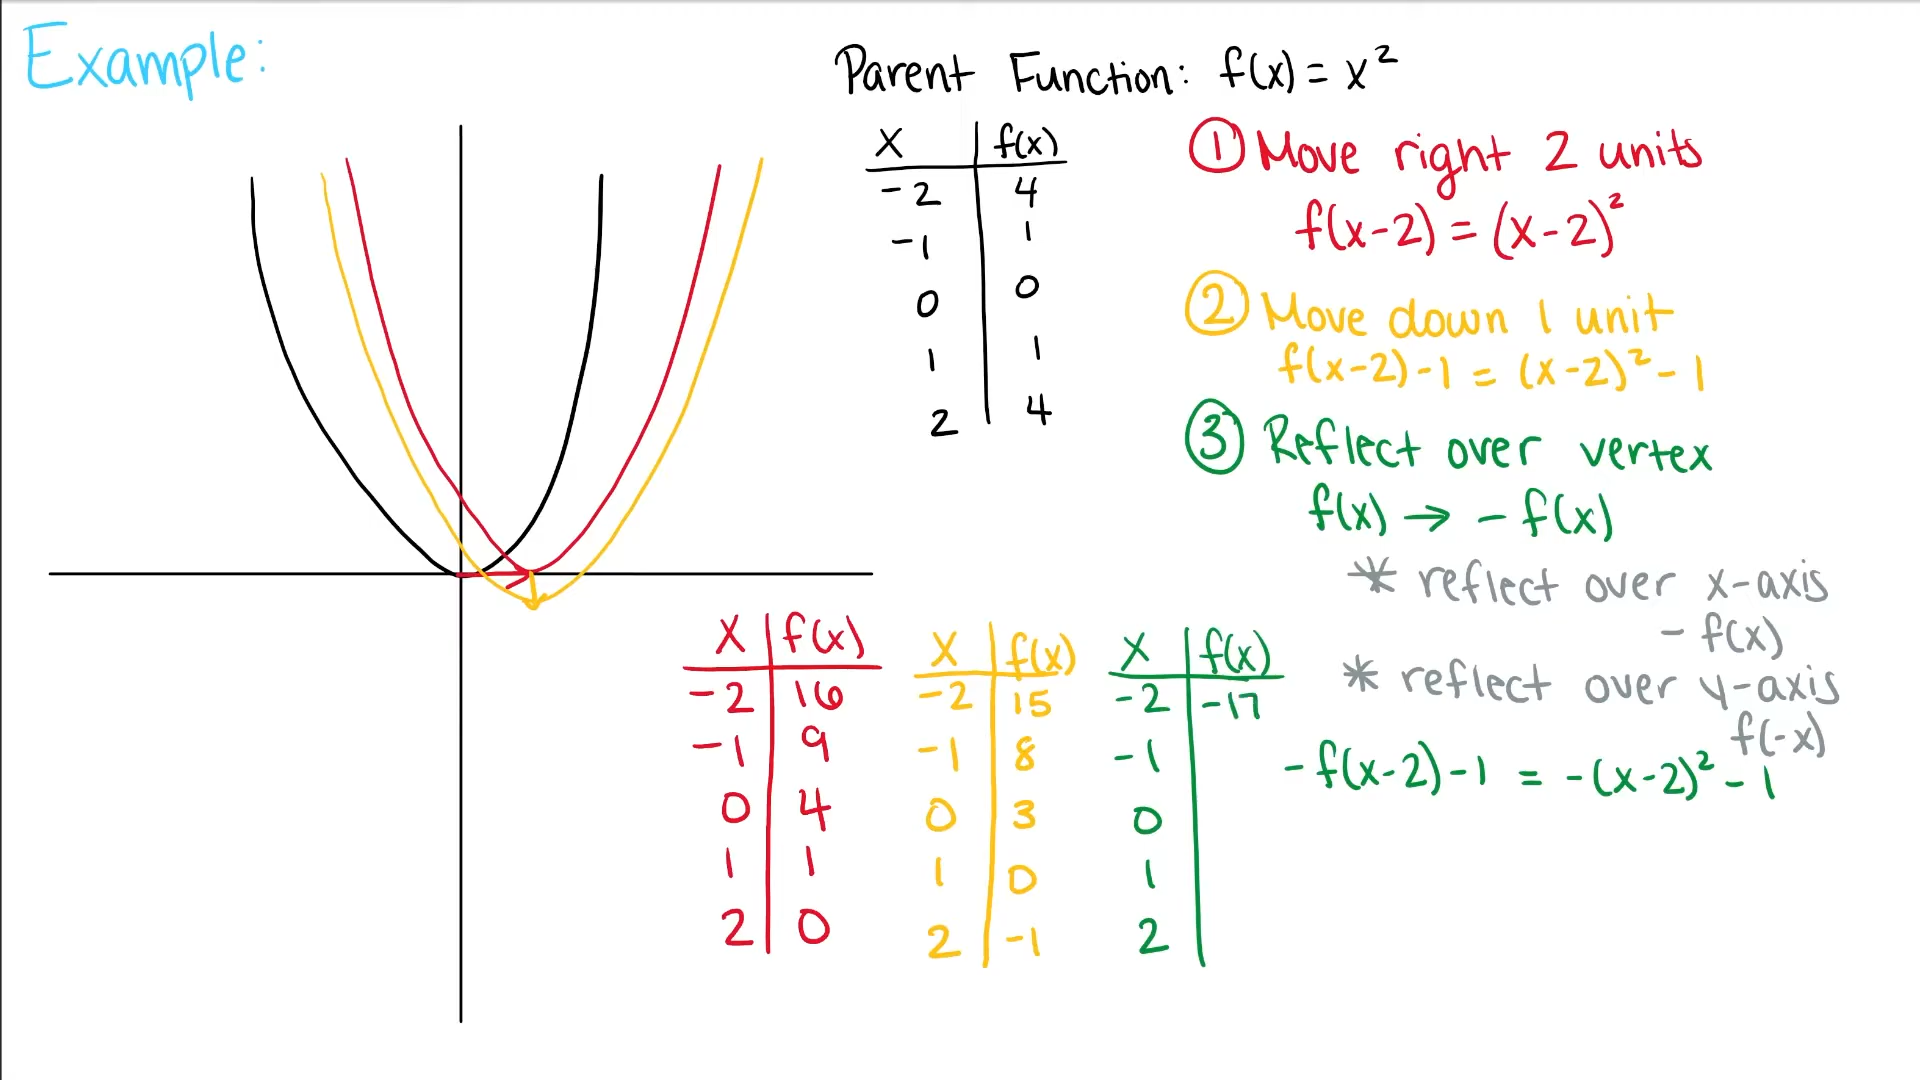 Example:
Parent Function: f(x) = x²
x f(x)
-2 4
-1 1
0 0
1 1
2 4
① Move right 2 units
f(x-2) = (x-2)²
② Move down 1 unit
f(x-2)-1 = (x-2)²-1
③ Reflect over vertex
f(x) → - f(x)
* reflect over x-axis
- f(x)
* reflect over y-axis
f(-x)
-f(x-2)-1 = -(x-2)²-1
x f(x)
-2 16
-1 9
0 4
1 1
2 0
x f(x)
-2 15
-1 8
0 3
1 0
2 -1
x f(x)
-2 -17
-1
0
1
2